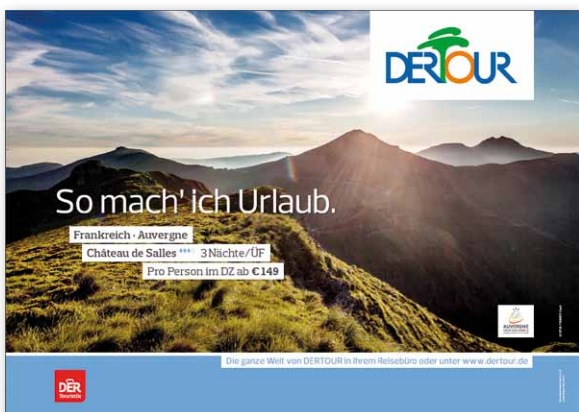 DERTOUR
So mach' ich Urlaub.
Frankreich · Auvergne
Château de Salles *** 3 Nächte/ÜF
Pro Person im DZ ab € 149
AUVERGNE
Die ganze Welt von DERTOUR in Ihrem Reisebüro oder unter www.dertour.de
DER
Touristik